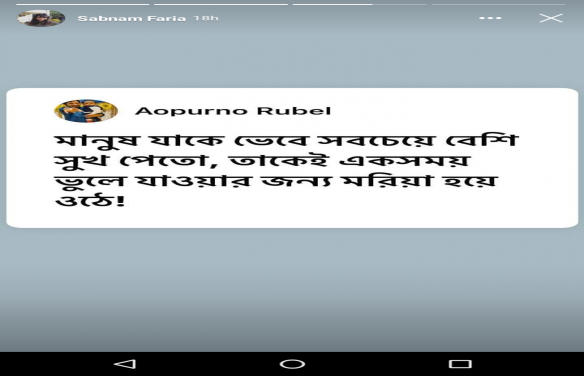 Sabnam Faria 18h
Aopurno Rubel
মানুষ যাকে ভেবে সবচেয়ে বেশি
সুখ পেতো, তাকেই একসময়
ভুলে যাওয়ার জন্য মরিয়া হয়ে
ওঠে!